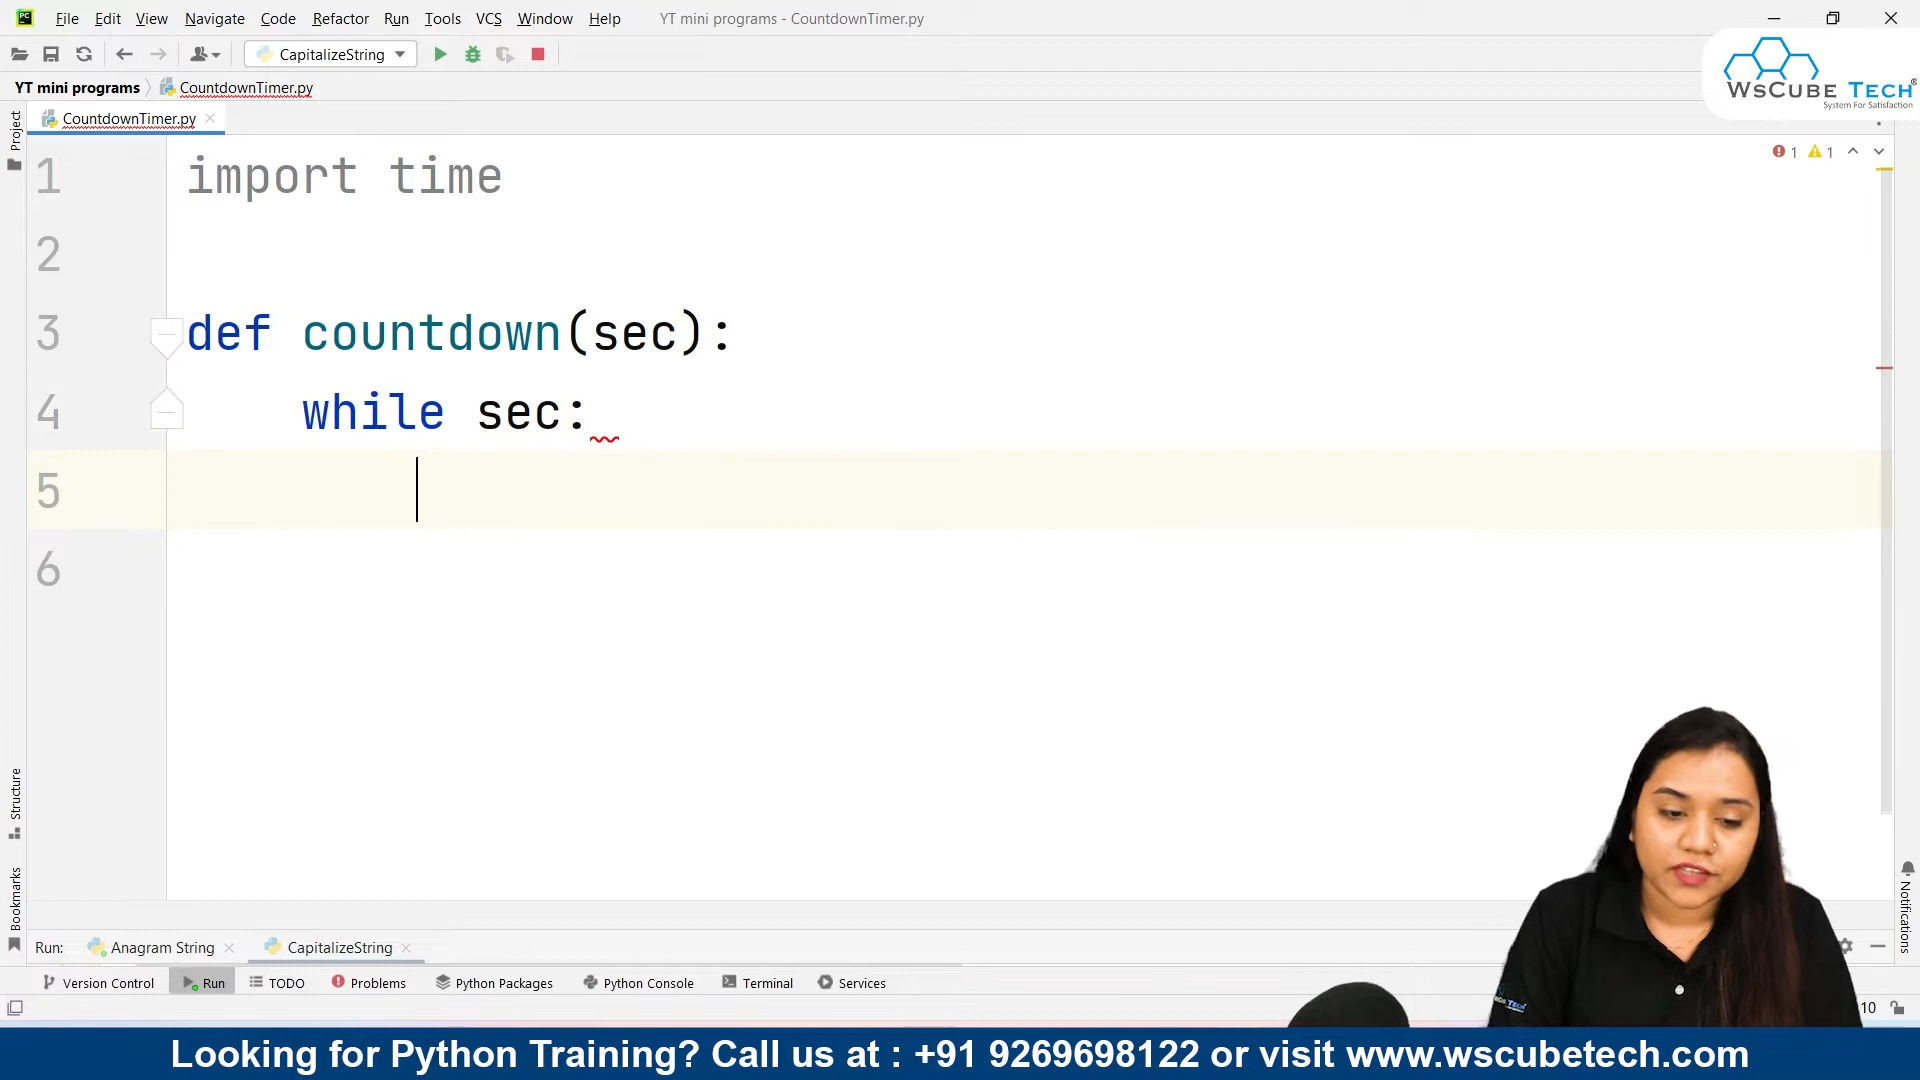 File Edit View Navigate Code Refactor Run Tools VCS Window Help YT mini programs - CountdownTimer.py
CapitalizeString
WsCube Tech
System For Satisfaction
YT mini programs CountdownTimer.py
CountdownTimer.py
Project
1 1
1 import time
2
3 def countdown(sec):
4 while sec:
5
6
Structure
Bookmarks
Notifications
Run: Anagram String CapitalizeString
Version Control Run TODO Problems Python Packages Python Console Terminal Services
10
Looking for Python Training? Call us at : +91 9269698122 or visit www.wscubetech.com